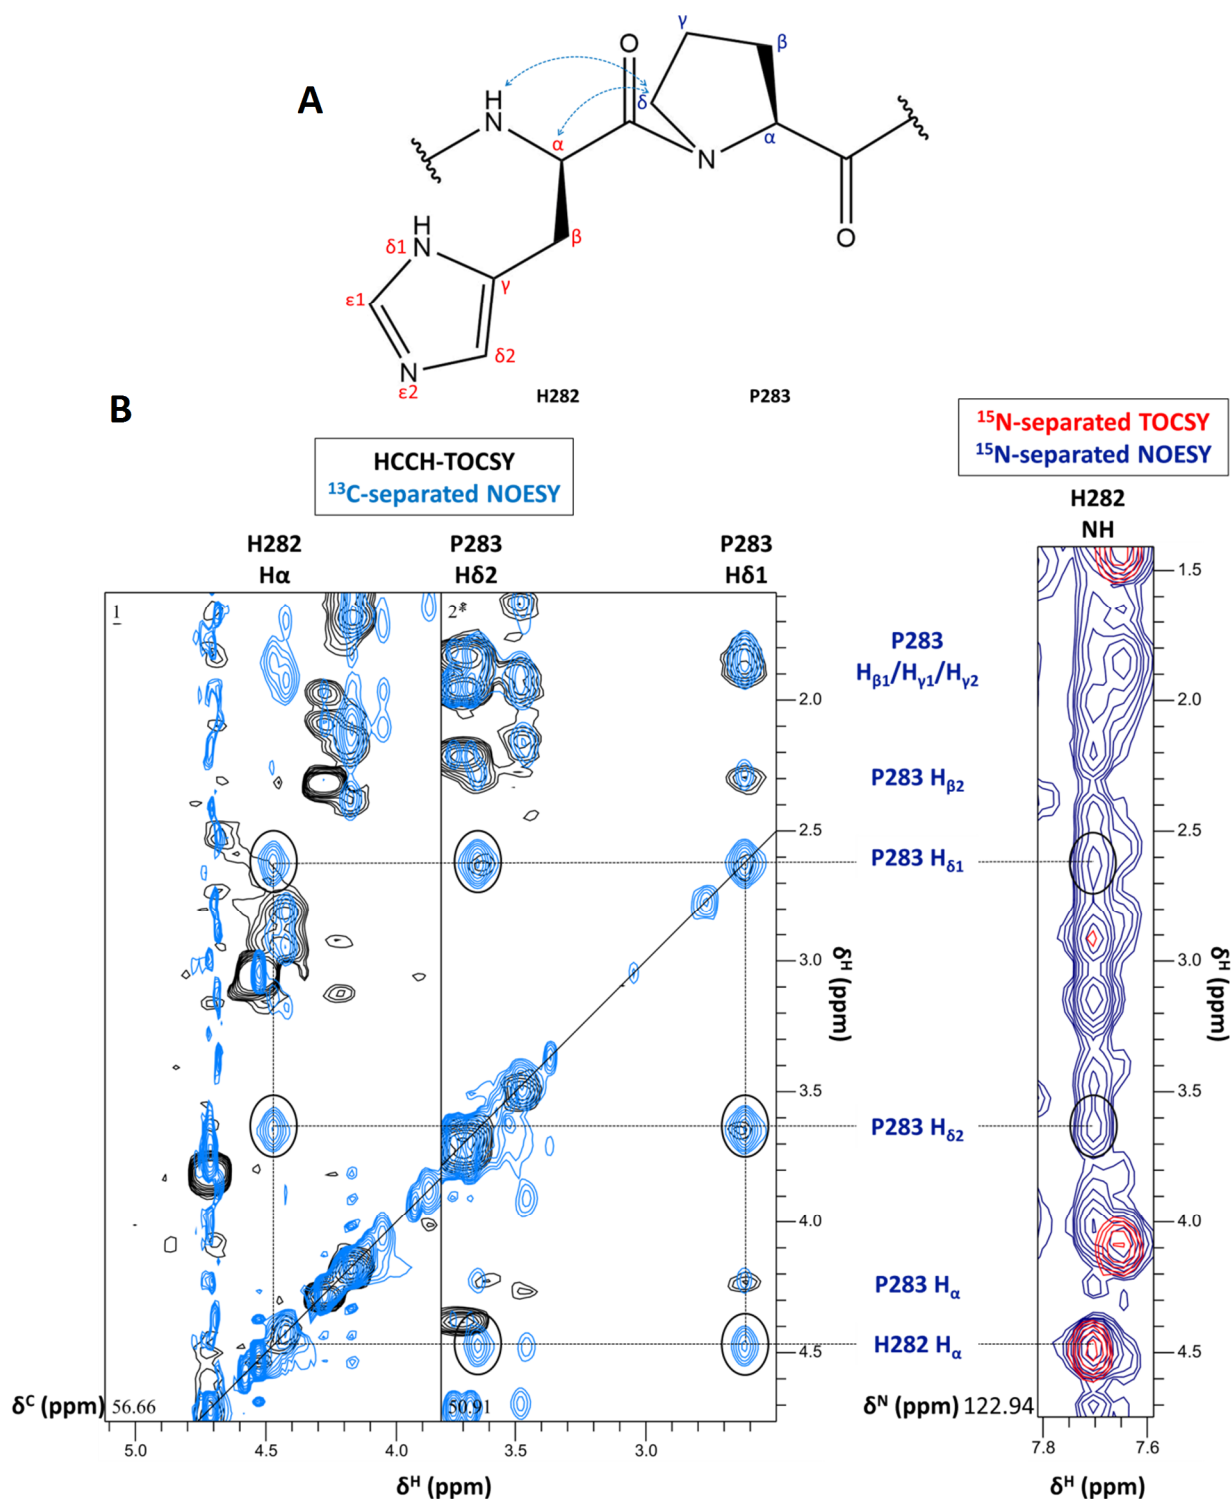 A
O
γ
β
H
N
δ
α
N
α
O
H
N
δ1
β
γ
ε1
δ2
N
ε2
H282
P283
B
HCCH-TOCSY
¹³C-separated NOESY
¹⁵N-separated TOCSY
¹⁵N-separated NOESY
H282
Hα
P283
Hδ2
P283
Hδ1
H282
NH
1
2*
P283
Hβ1/Hγ1/Hγ2
P283 Hβ2
P283 Hδ1
P283 Hδ2
P283 Hα
H282 Hα
2.0
2.5
3.0
3.5
4.0
4.5
δᴴ (ppm)
1.5
2.0
2.5
3.0
3.5
4.0
4.5
δᴴ (ppm)
δᶜ (ppm)
56.66
50.91
δᴺ (ppm) 122.94
5.0
4.5
4.0
3.5
3.0
7.8
7.6
δᴴ (ppm)
δᴴ (ppm)